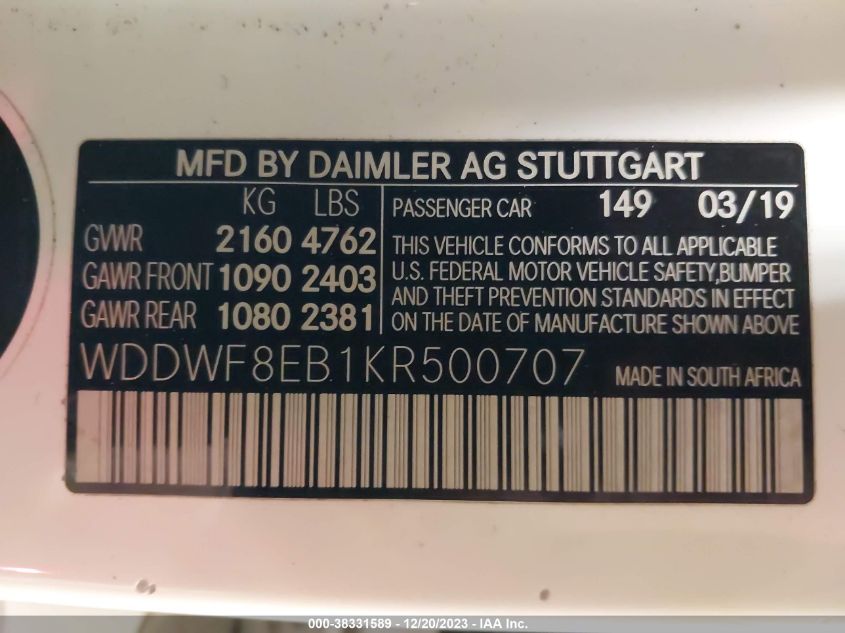 MFD BY DAIMLER AG STUTTGART
KG LBS
GVWR 2160 4762
GAWR FRONT 1090 2403
GAWR REAR 1080 2381
PASSENGER CAR 149 03/19
THIS VEHICLE CONFORMS TO ALL APPLICABLE
U.S. FEDERAL MOTOR VEHICLE SAFETY,BUMPER
AND THEFT PREVENTION STANDARDS IN EFFECT
ON THE DATE OF MANUFACTURE SHOWN ABOVE
WDDWF8EB1KR500707 MADE IN SOUTH AFRICA
000-38331589 - 12/20/2023 - IAA Inc.